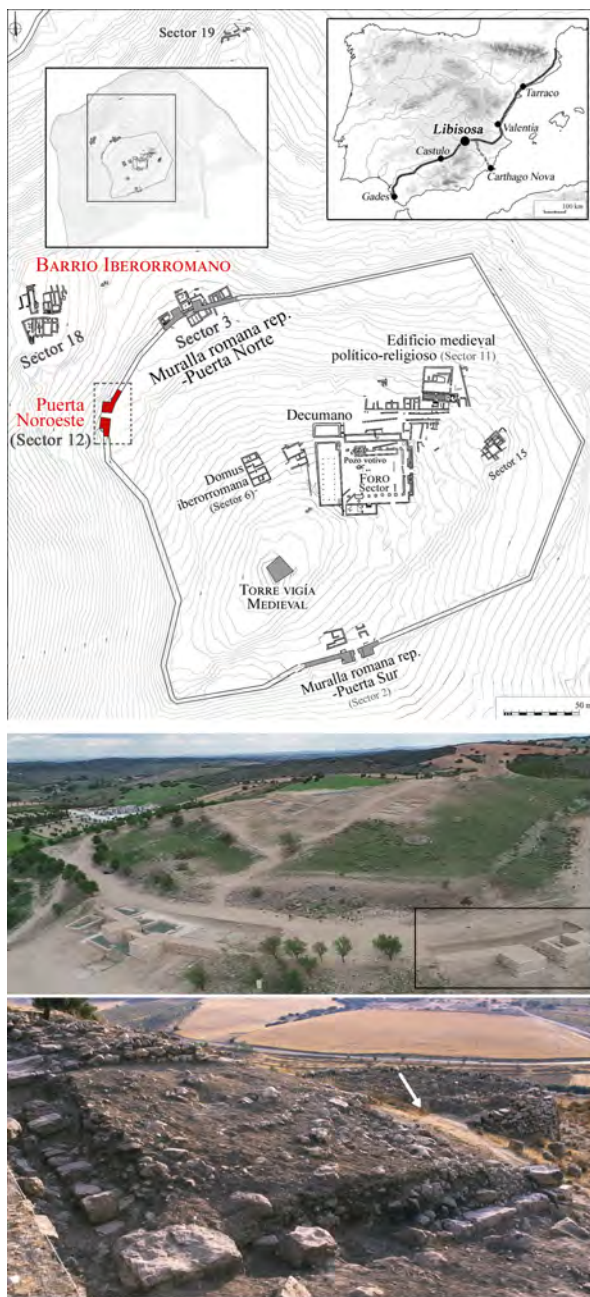 Sector 19
Tarraco
Valentia
Libisosa
Castulo
Carthago Nova
Gades
100 km
BARRIO IBERORROMANO
Sector 18
Sector 3
Muralla romana rep.
-Puerta Norte
Puerta
Noroeste
(Sector 12)
Edificio medieval
político-religioso (Sector 11)
Decumano
Pozo votivo
FORO
Sector
Sector 15
Domus
iberorromana
(Sector 6)
TORRE VIGÍA
MEDIEVAL
Muralla romana rep.
-Puerta Sur
(Sector 2)
50 m